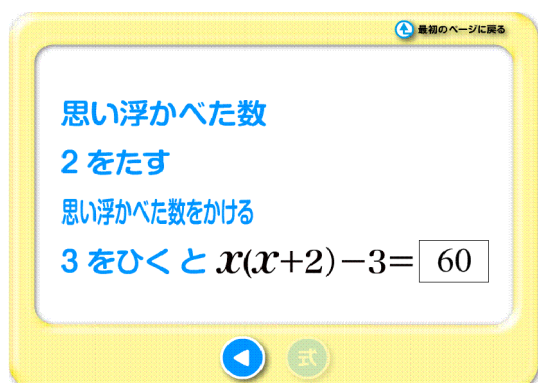 最初のページに戻る
思い浮かべた数
2をたす
思い浮かべた数をかける
3をひくと x(x+2)−3= 60
式